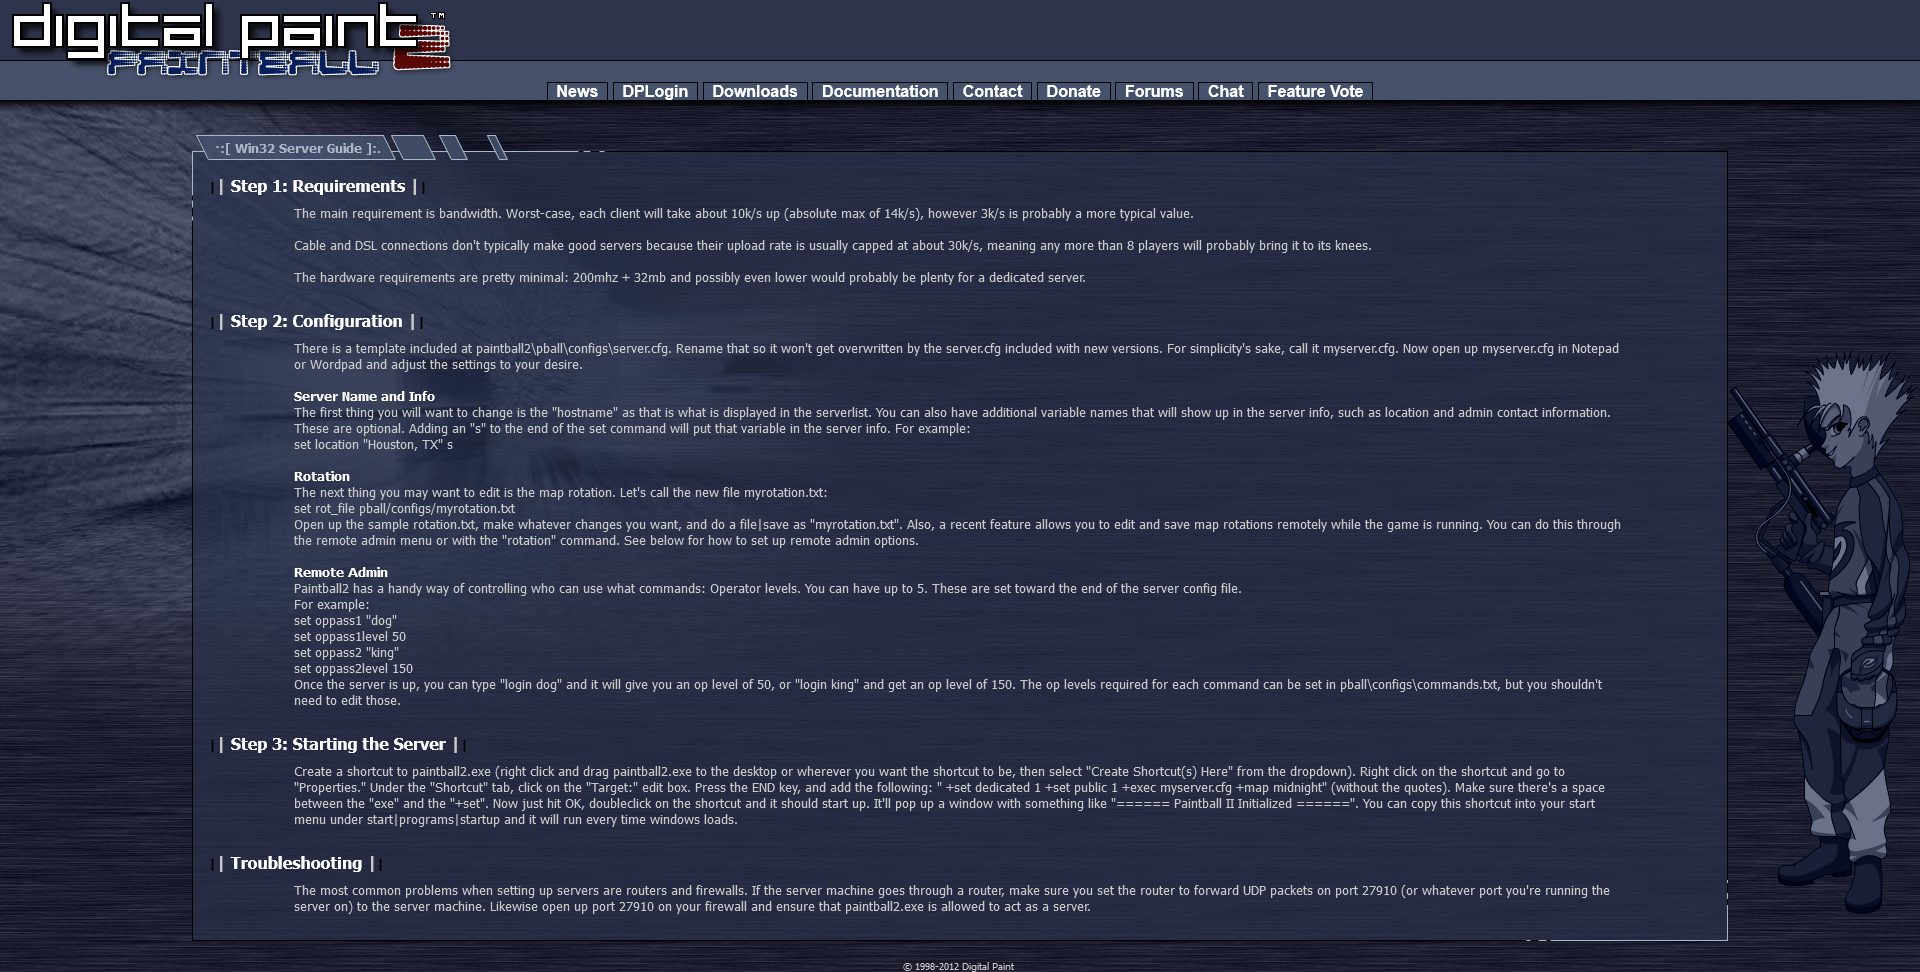 digital paint 2 ™
PAINTBALL
News DPLogin Downloads Documentation Contact Donate Forums Chat Feature Vote
·:[ Win32 Server Guide ]:.
| | Step 1: Requirements | |
The main requirement is bandwidth. Worst-case, each client will take about 10k/s up (absolute max of 14k/s), however 3k/s is probably a more typical value.
Cable and DSL connections don't typically make good servers because their upload rate is usually capped at about 30k/s, meaning any more than 8 players will probably bring it to its knees.
The hardware requirements are pretty minimal: 200mhz + 32mb and possibly even lower would probably be plenty for a dedicated server.
| | Step 2: Configuration | |
There is a template included at paintball2\pball\configs\server.cfg. Rename that so it won't get overwritten by the server.cfg included with new versions. For simplicity's sake, call it myserver.cfg. Now open up myserver.cfg in Notepad
or Wordpad and adjust the settings to your desire.
Server Name and Info
The first thing you will want to change is the "hostname" as that is what is displayed in the serverlist. You can also have additional variable names that will show up in the server info, such as location and admin contact information.
These are optional. Adding an "s" to the end of the set command will put that variable in the server info. For example:
set location "Houston, TX" s
Rotation
The next thing you may want to edit is the map rotation. Let's call the new file myrotation.txt:
set rot_file pball/configs/myrotation.txt
Open up the sample rotation.txt, make whatever changes you want, and do a file|save as "myrotation.txt". Also, a recent feature allows you to edit and save map rotations remotely while the game is running. You can do this through
the remote admin menu or with the "rotation" command. See below for how to set up remote admin options.
Remote Admin
Paintball2 has a handy way of controlling who can use what commands: Operator levels. You can have up to 5. These are set toward the end of the server config file.
For example:
set oppass1 "dog"
set oppass1level 50
set oppass2 "king"
set oppass2level 150
Once the server is up, you can type "login dog" and it will give you an op level of 50, or "login king" and get an op level of 150. The op levels required for each command can be set in pball\configs\commands.txt, but you shouldn't
need to edit those.
| | Step 3: Starting the Server | |
Create a shortcut to paintball2.exe (right click and drag paintball2.exe to the desktop or wherever you want the shortcut to be, then select "Create Shortcut(s) Here" from the dropdown). Right click on the shortcut and go to
"Properties." Under the "Shortcut" tab, click on the "Target:" edit box. Press the END key, and add the following: " +set dedicated 1 +set public 1 +exec myserver.cfg +map midnight" (without the quotes). Make sure there's a space
between the "exe" and the "+set". Now just hit OK, doubleclick on the shortcut and it should start up. It'll pop up a window with something like "====== Paintball II Initialized ======". You can copy this shortcut into your start
menu under start|programs|startup and it will run every time windows loads.
| | Troubleshooting | |
The most common problems when setting up servers are routers and firewalls. If the server machine goes through a router, make sure you set the router to forward UDP packets on port 27910 (or whatever port you're running the
server on) to the server machine. Likewise open up port 27910 on your firewall and ensure that paintball2.exe is allowed to act as a server.
© 1998-2012 Digital Paint